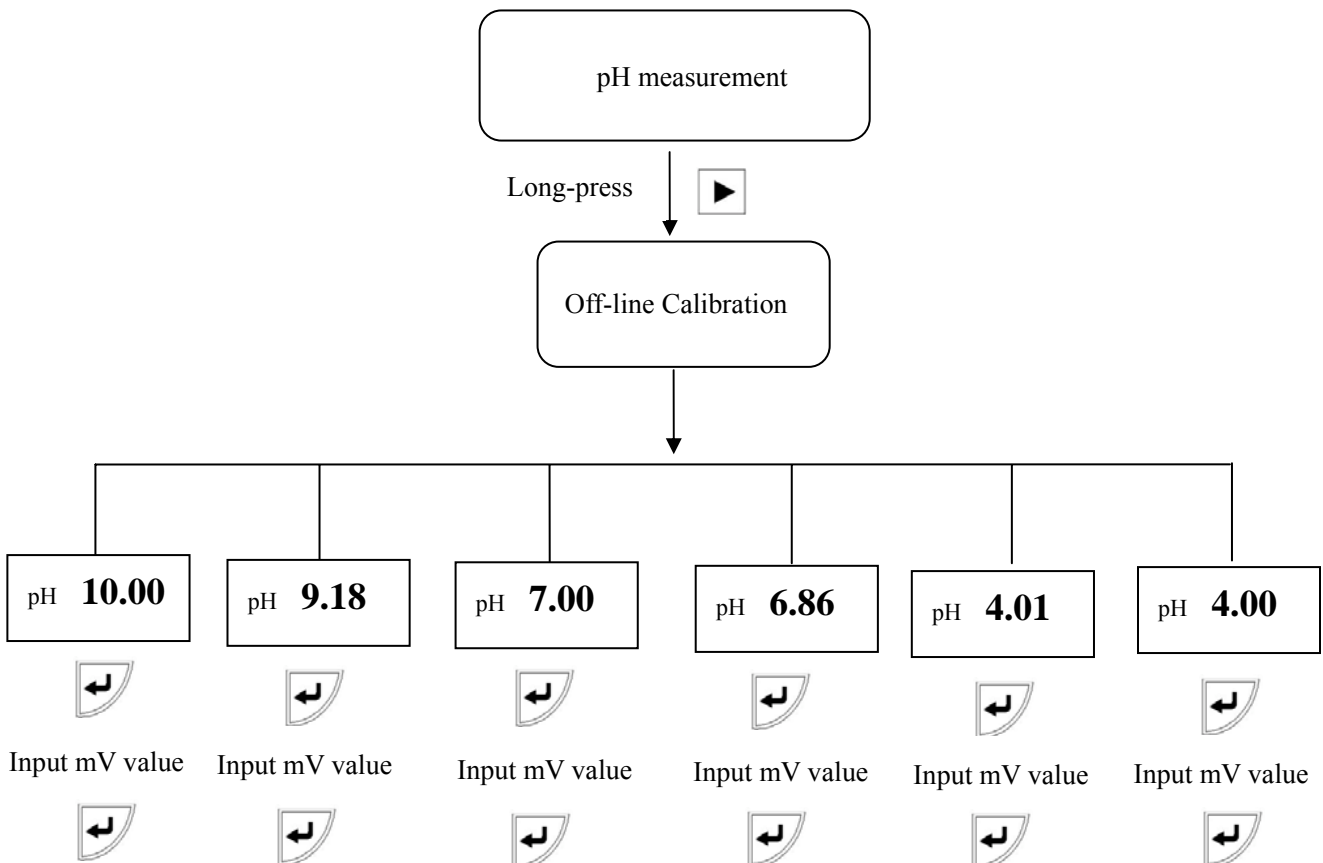 pH measurement
Long-press
Off-line Calibration
pH 10.00
pH 9.18
pH 7.00
pH 6.86
pH 4.01
pH 4.00
Input mV value
Input mV value
Input mV value
Input mV value
Input mV value
Input mV value